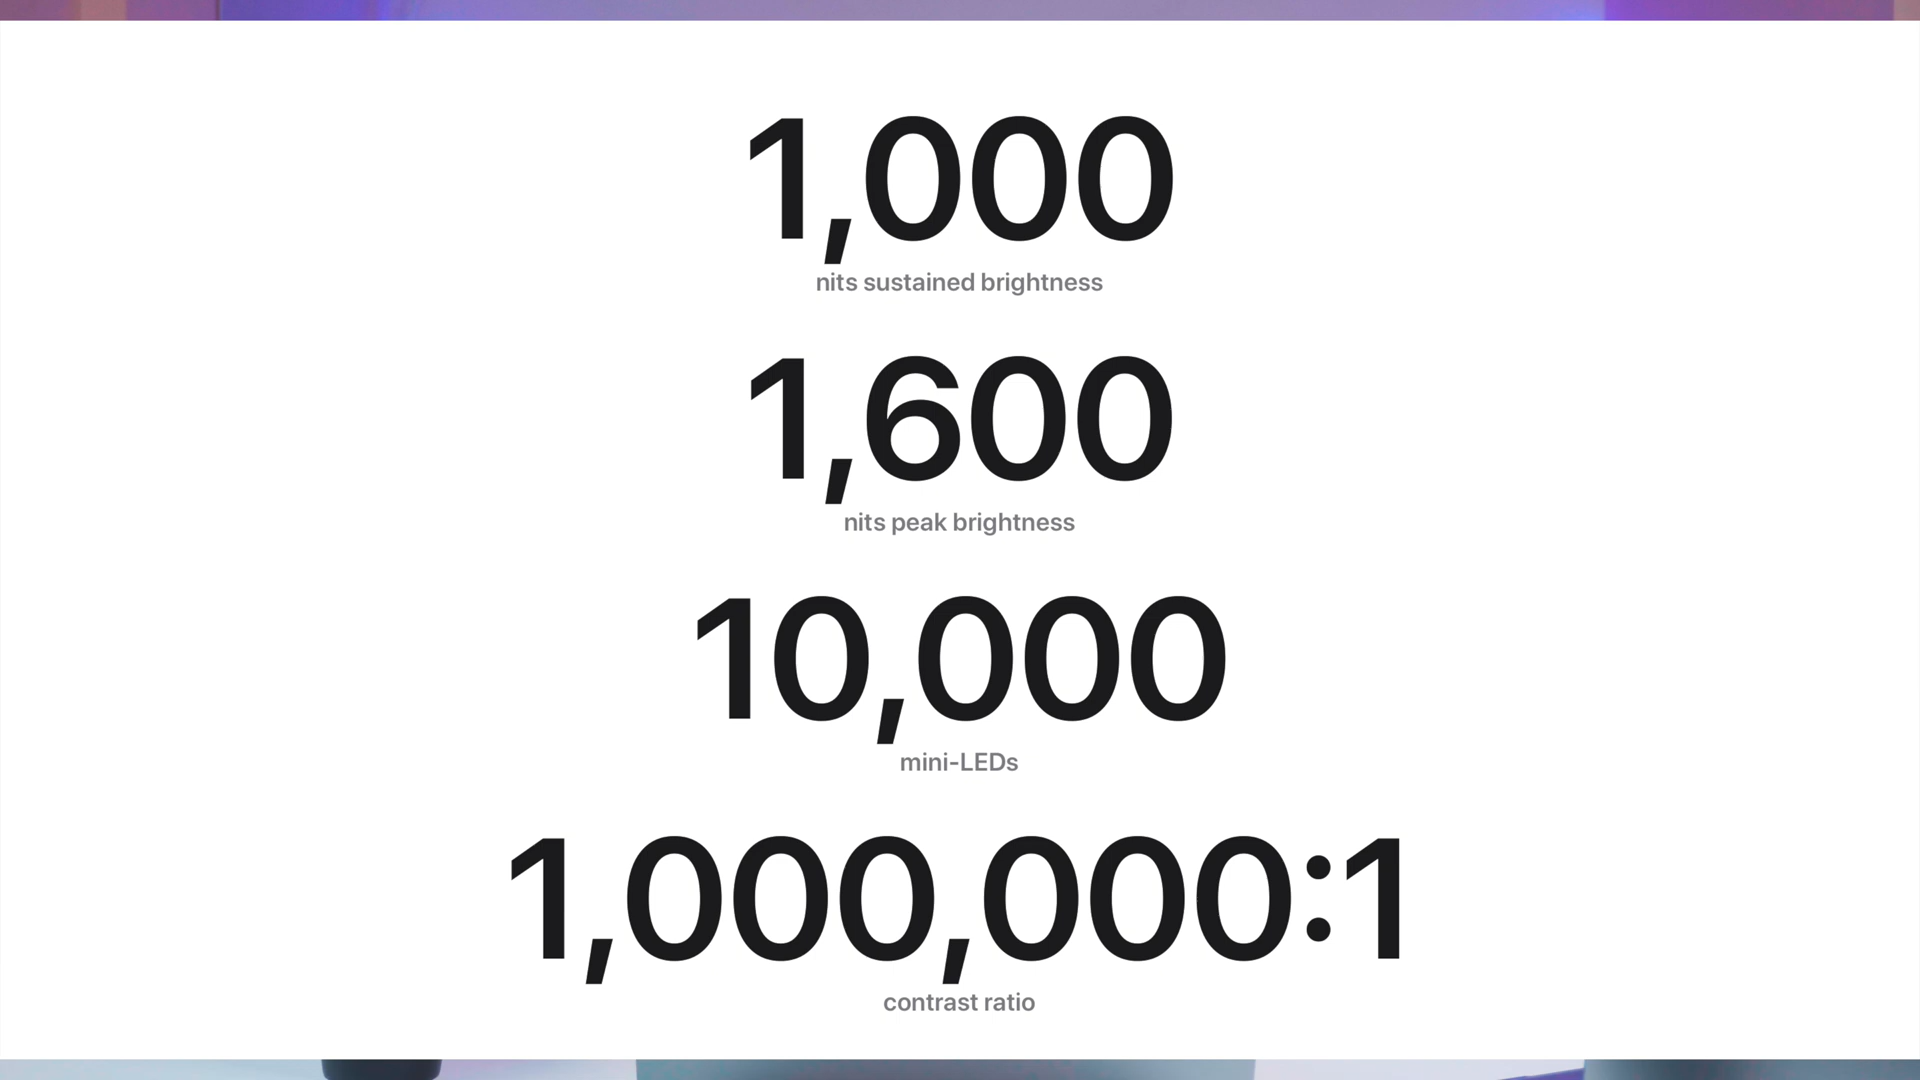 1,000
nits sustained brightness
1,600
nits peak brightness
10,000
mini-LEDs
1,000,000:1
contrast ratio